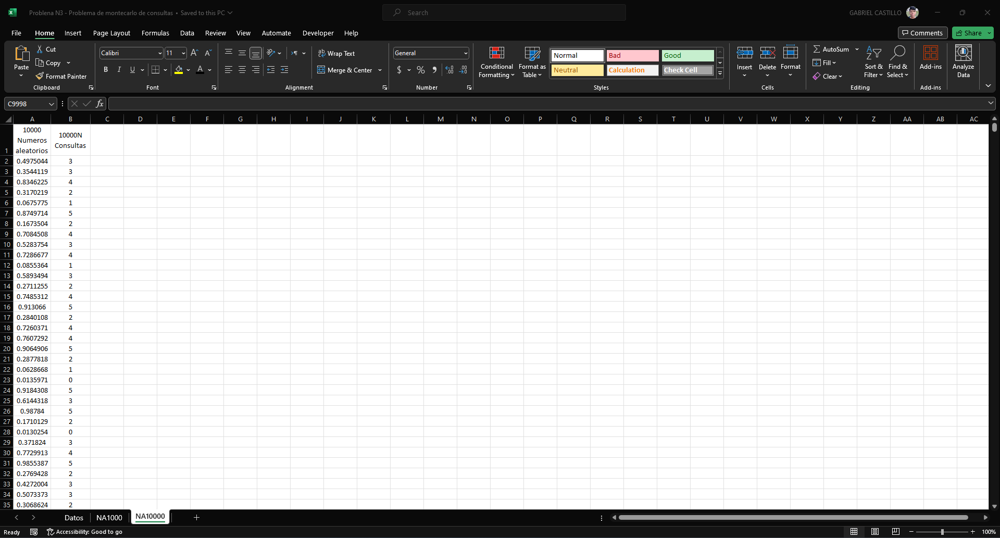 Problena N3 - Problema de montecarlo de consultas • Saved to this PC
Search
GABRIEL CASTILLO
File Home Insert Page Layout Formulas Data Review View Automate Developer Help
Comments Share
Paste
Cut
Copy
Format Painter
Clipboard
Calibri 11
B I U
Font
Wrap Text
Merge & Center
Alignment
General
$ % 9
Number
Conditional Formatting
Format as Table
Normal Bad Good
Neutral Calculation Check Cell
Styles
Insert Delete Format
Cells
AutoSum
Fill
Clear
Sort & Filter
Find & Select
Editing
Add-ins
Add-ins
Analyze Data
C9998 fx
A B C D E F G H I J K L M N O P Q R S T U V W X Y Z AA AB AC
1 10000 Numeros aleatorios 10000N Consultas
2 0.4975044 3
3 0.3544119 3
4 0.8346225 4
5 0.3170219 2
6 0.0675775 1
7 0.8749714 5
8 0.1673504 2
9 0.7084508 4
10 0.5283754 3
11 0.7286677 4
12 0.0855364 1
13 0.5893494 3
14 0.2711255 2
15 0.7485312 4
16 0.913066 5
17 0.2840108 2
18 0.7260371 4
19 0.7607292 4
20 0.9064906 5
21 0.2877818 2
22 0.0628668 1
23 0.0135971 0
24 0.9184308 5
25 0.6144318 3
26 0.98784 5
27 0.1710129 2
28 0.0130254 0
29 0.371824 3
30 0.7729913 4
31 0.9855387 5
32 0.2769428 2
33 0.4272004 3
34 0.5073373 3
35 0.3068624 2
Datos NA1000 NA10000
Ready Accessibility: Good to go 100%